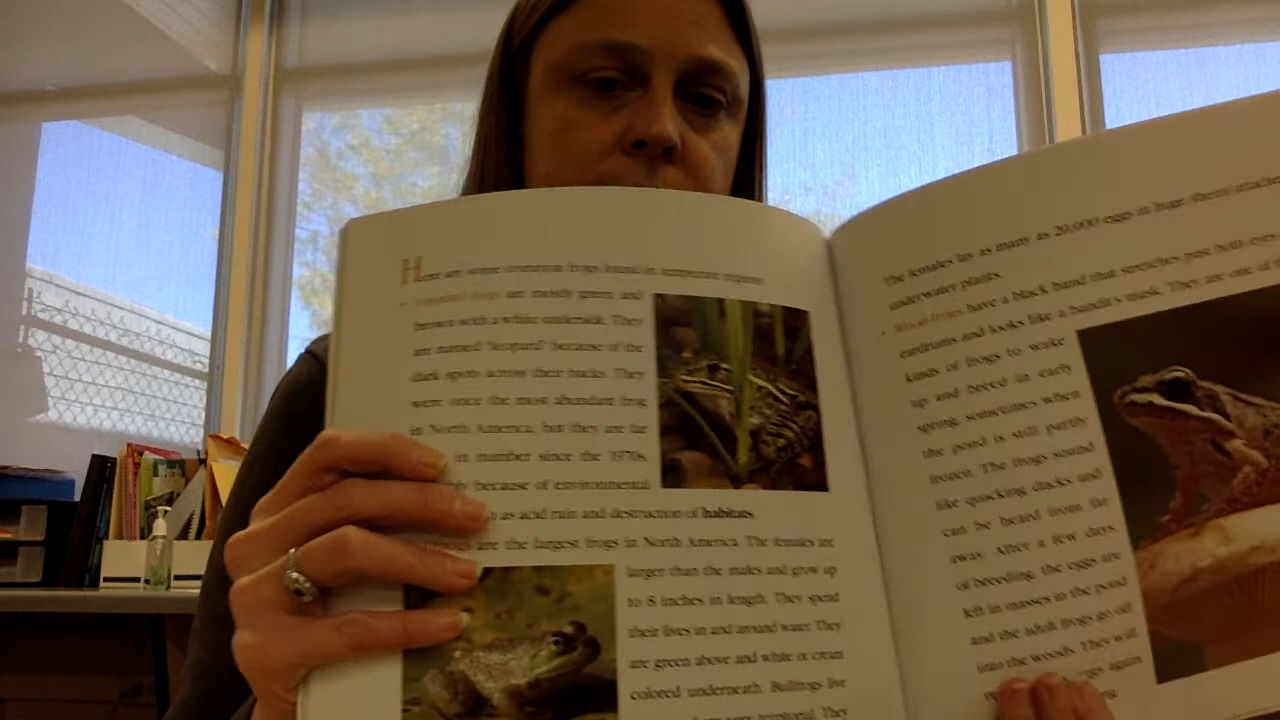 Here are some common frogs found in temperate regions.
• Leopard frogs are mostly green and
brown with a white underside. They
are named "leopard" because of the
dark spots across their backs. They
were once the most abundant frog
in North America, but they are far
in number since the 1970s,
because of environmental
as acid rain and destruction of habitats.
are the largest frogs in North America. The females are
larger than the males and grow up
to 8 inches in length. They spend
their lives in and around water. They
are green above and white or cream
colored underneath. Bullfrogs live
very territorial. They
The females lay as many as 20,000 eggs in huge sheets attached
underwater plants.
• Wood frogs have a black band that stretches past both eyes
eardrums and looks like a bandit's mask. They are one of
kinds of frogs to wake
up and breed in early
spring, sometimes when
the pond is still partly
frozen. The frogs sound
like quacking ducks and
can be heard from far
away. After a few days
of breeding, the eggs are
left in masses in the pond
and the adult frogs go off
into the woods. They will
again